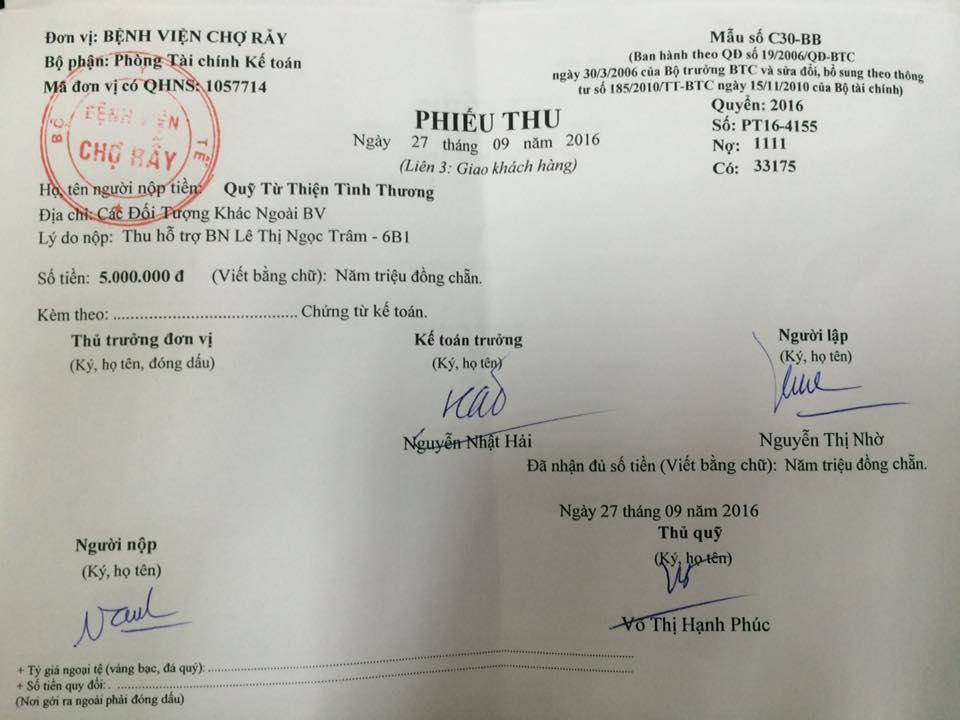 Đơn vị: BỆNH VIỆN CHỢ RẪY
Bộ phận: Phòng Tài chính Kế toán
Mã đơn vị có QHNS: 1057714
BỘ Y TẾ
BỆNH VIỆN
CHỢ RẪY
Mẫu số C30-BB
(Ban hành theo QĐ số 19/2006/QĐ-BTC
ngày 30/3/2006 của Bộ trưởng BTC và sửa đổi, bổ sung theo thông
tư số 185/2010/TT-BTC ngày 15/11/2010 của Bộ tài chính)
Quyển: 2016
Số: PT16-4155
Nợ: 1111
Có: 33175
PHIẾU THU
Ngày 27 tháng 09 năm 2016
(Liên 3: Giao khách hàng)
Họ, tên người nộp tiền: Quỹ Từ Thiện Tình Thương
Địa chỉ: Các Đối Tượng Khác Ngoài BV
Lý do nộp: Thu hỗ trợ BN Lê Thị Ngọc Trâm - 6B1
Số tiền: 5.000.000 đ (Viết bằng chữ): Năm triệu đồng chẵn.
Kèm theo: .......................................... Chứng từ kế toán.
Thủ trưởng đơn vị Kế toán trưởng Người lập
(Ký, họ tên, đóng dấu) (Ký, họ tên) (Ký, họ tên)
Nguyễn Nhật Hải Nguyễn Thị Nhờ
Đã nhận đủ số tiền (Viết bằng chữ): Năm triệu đồng chẵn.
Ngày 27 tháng 09 năm 2016
Người nộp Thủ quỹ
(Ký, họ tên) (Ký, họ tên)
Võ Thị Hạnh Phúc
+ Tỷ giá ngoại tệ (vàng bạc, đá quý): ..........................................
+ Số tiền quy đổi: ..........................................
(Nơi gởi ra ngoài phải đóng dấu)